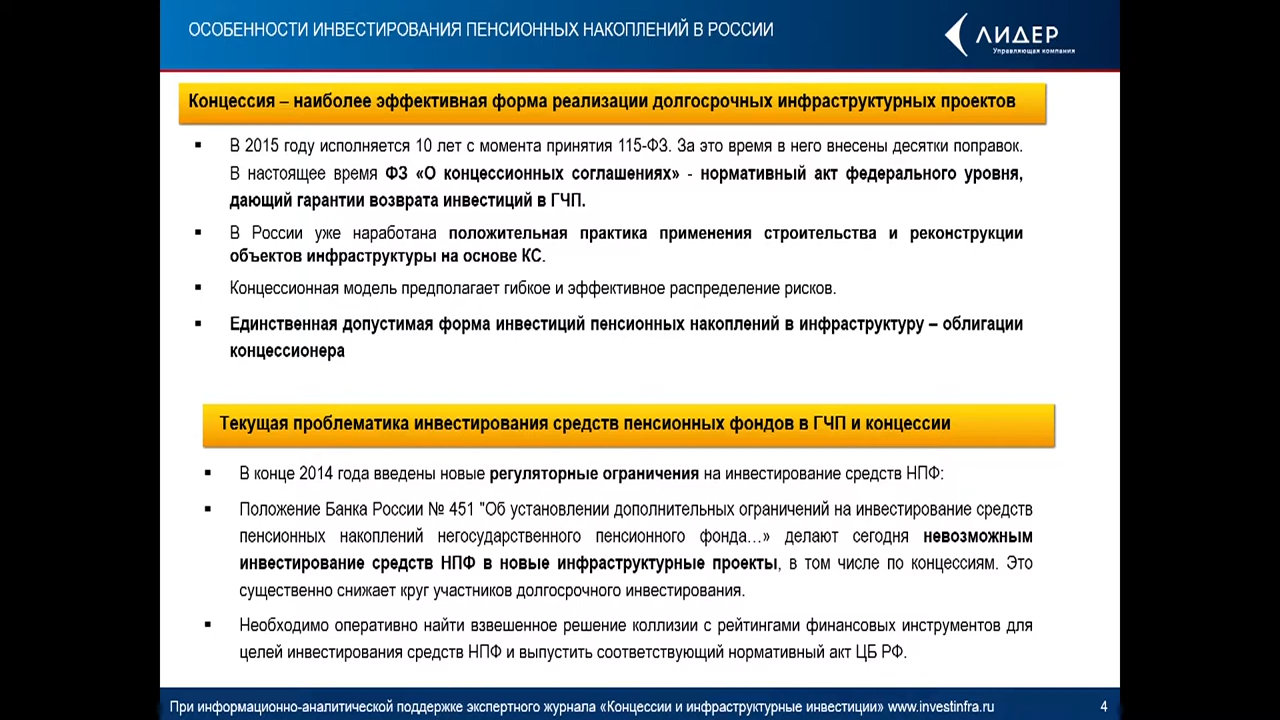 ОСОБЕННОСТИ ИНВЕСТИРОВАНИЯ ПЕНСИОННЫХ НАКОПЛЕНИЙ В РОССИИ
ЛИДЕР
Управляющая компания
Концессия – наиболее эффективная форма реализации долгосрочных инфраструктурных проектов
▪ В 2015 году исполняется 10 лет с момента принятия 115-ФЗ. За это время в него внесены десятки поправок.
В настоящее время ФЗ «О концессионных соглашениях» - нормативный акт федерального уровня,
дающий гарантии возврата инвестиций в ГЧП.
▪ В России уже наработана положительная практика применения строительства и реконструкции
объектов инфраструктуры на основе КС.
▪ Концессионная модель предполагает гибкое и эффективное распределение рисков.
▪ Единственная допустимая форма инвестиций пенсионных накоплений в инфраструктуру – облигации
концессионера
Текущая проблематика инвестирования средств пенсионных фондов в ГЧП и концессии
▪ В конце 2014 года введены новые регуляторные ограничения на инвестирование средств НПФ:
▪ Положение Банка России № 451 "Об установлении дополнительных ограничений на инвестирование средств
пенсионных накоплений негосударственного пенсионного фонда…» делают сегодня невозможным
инвестирование средств НПФ в новые инфраструктурные проекты, в том числе по концессиям. Это
существенно снижает круг участников долгосрочного инвестирования.
▪ Необходимо оперативно найти взвешенное решение коллизии с рейтингами финансовых инструментов для
целей инвестирования средств НПФ и выпустить соответствующий нормативный акт ЦБ РФ.
При информационно-аналитической поддержке экспертного журнала «Концессии и инфраструктурные инвестиции» www.investinfra.ru
4